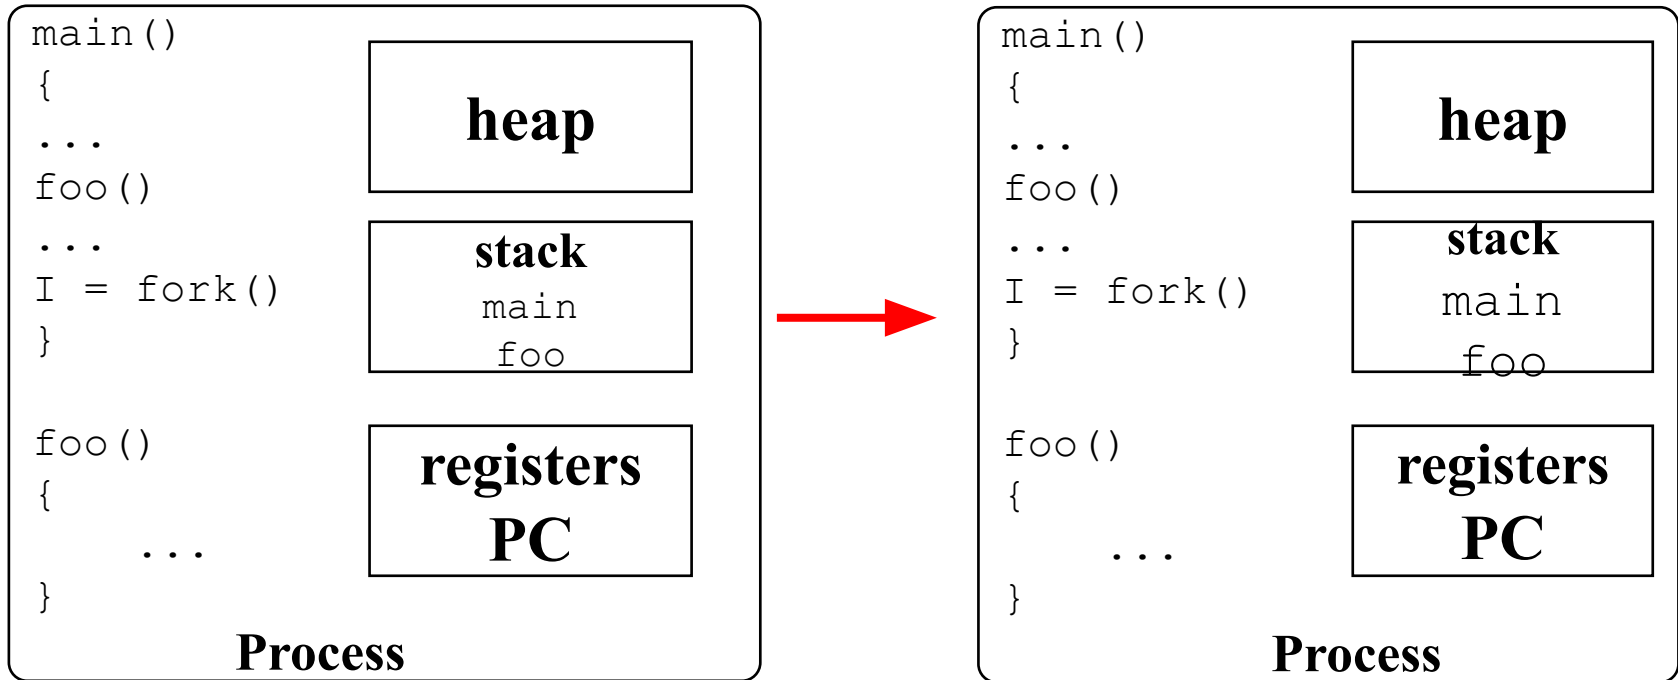 main()
{
...
foo()
...
I = fork()
}
foo()
{
...
}
heap
stack
main
foo
registers
PC
Process
main()
{
...
foo()
...
I = fork()
}
foo()
{
...
}
heap
stack
main
foo
registers
PC
Process